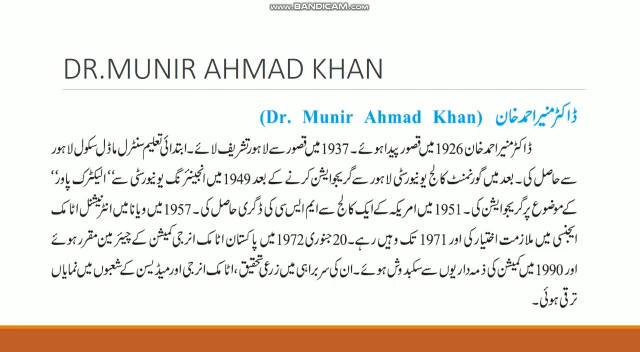 www.BANDICAM.com
DR.MUNIR AHMAD KHAN
ڈاکٹر منیر احمد خان (Dr. Munir Ahmad Khan)
ڈاکٹر منیر احمد خان 1926 میں قصور پیدا ہوئے۔ 1937 میں قصور سے لاہور تشریف لائے۔ ابتدائی تعلیم سنٹرل ماڈل سکول لاہور
سے حاصل کی۔ بعد میں گورنمنٹ کالج یونیورسٹی لاہور سے گریجوایشن کرنے کے بعد 1949 میں انجینئرنگ یونیورسٹی سے ‘‘الیکٹرک پاور’’
کے موضوع پر گریجوایشن کی۔ 1951 میں امریکہ کے ایک کالج سے ایم ایس سی کی ڈگری حاصل کی۔ 1957 میں ویانا میں انٹرنیشنل اٹامک
ایجنسی میں ملازمت اختیار کی اور 1971 تک وہیں رہے۔ 20 جنوری 1972 میں پاکستان اٹامک انرجی کمیشن کے چیئرمین مقرر ہوئے
اور 1990 میں کمیشن کی ذمہ داریوں سے سبکدوش ہوئے۔ ان کی سربراہی میں زرعی تحقیق، اٹامک انرجی اور میڈیسن کے شعبوں میں نمایاں
ترقی ہوئی۔